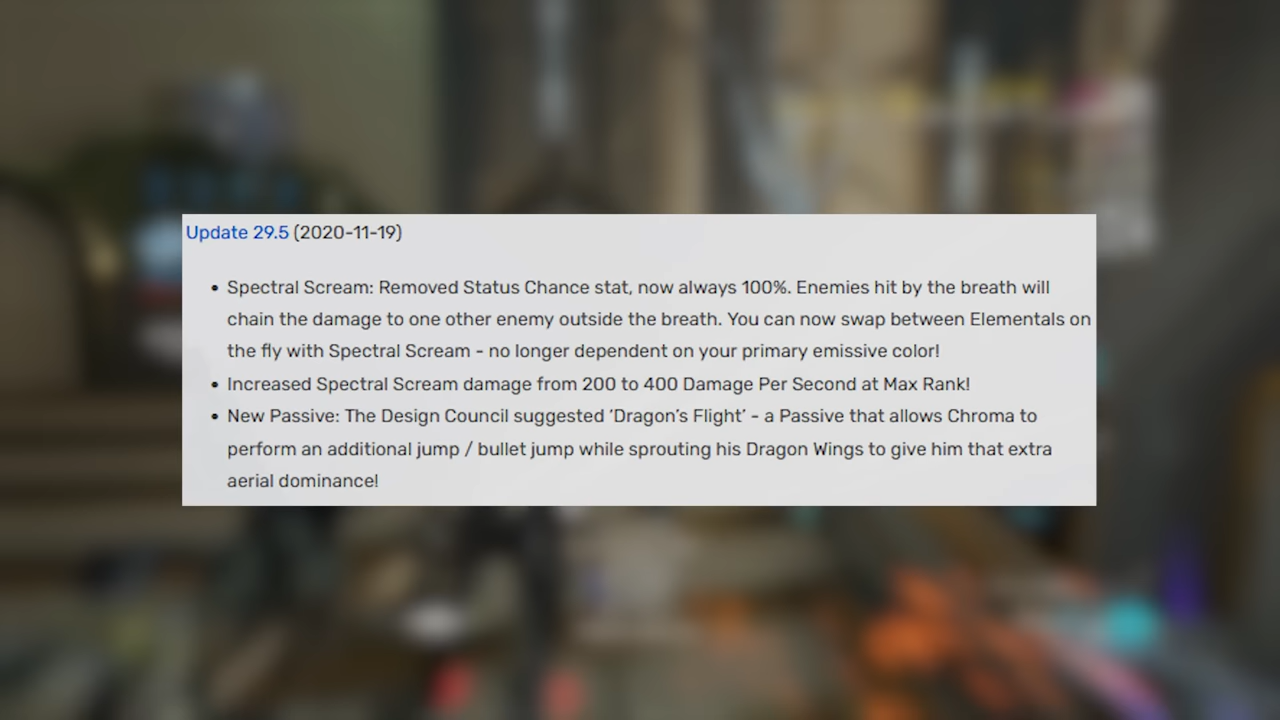 Update 29.5 (2020-11-19)
• Spectral Scream: Removed Status Chance stat, now always 100%. Enemies hit by the breath will
chain the damage to one other enemy outside the breath. You can now swap between Elementals on
the fly with Spectral Scream - no longer dependent on your primary emissive color!
• Increased Spectral Scream damage from 200 to 400 Damage Per Second at Max Rank!
• New Passive: The Design Council suggested ‘Dragon’s Flight’ - a Passive that allows Chroma to
perform an additional jump / bullet jump while sprouting his Dragon Wings to give him that extra
aerial dominance!